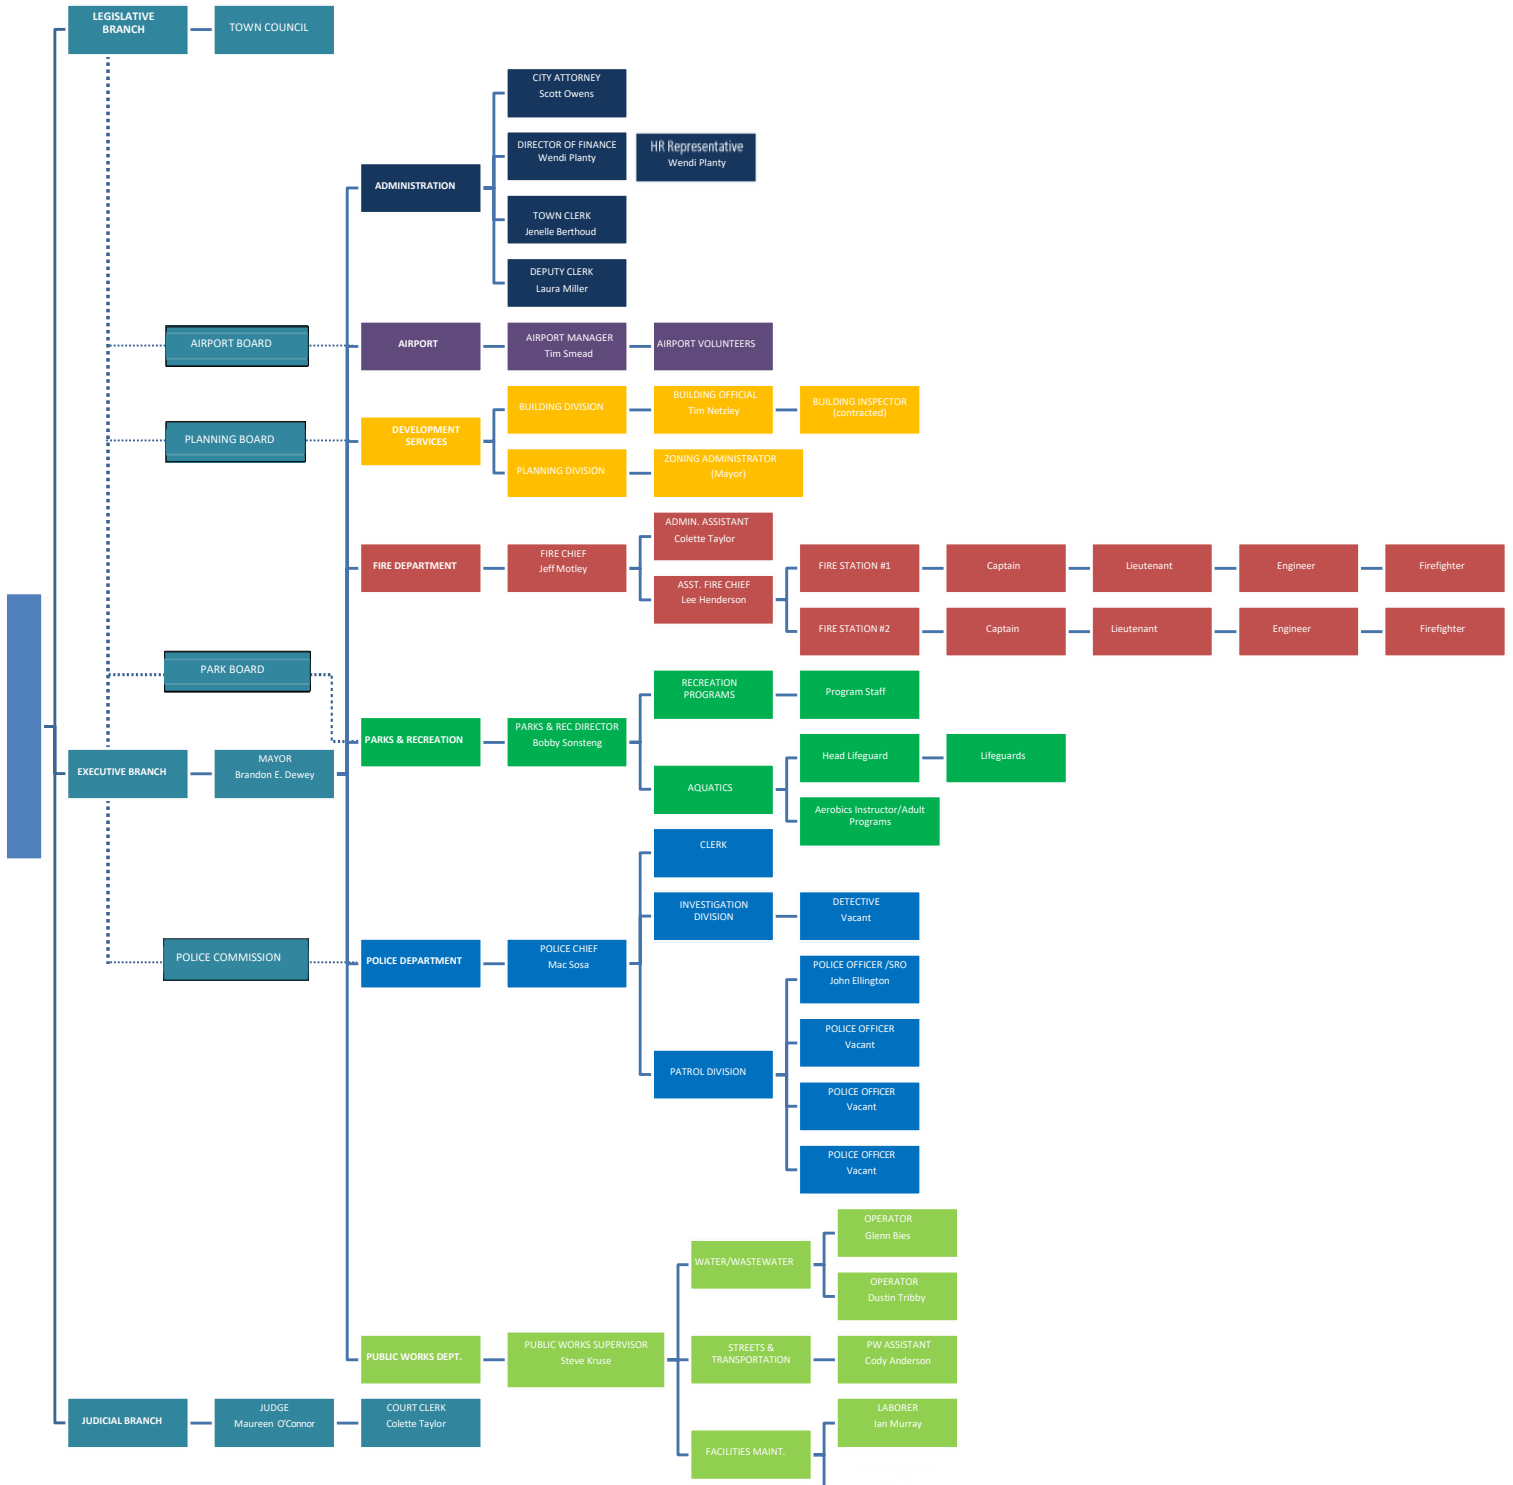 LEGISLATIVE
BRANCH
TOWN COUNCIL
CITY ATTORNEY
Scott Owens
DIRECTOR OF FINANCE
Wendi Planty
HR Representative
Wendi Planty
ADMINISTRATION
TOWN CLERK
Jenelle Berthoud
DEPUTY CLERK
Laura Miller
AIRPORT BOARD
AIRPORT
AIRPORT MANAGER
Tim Smead
AIRPORT VOLUNTEERS
PLANNING BOARD
DEVELOPMENT
SERVICES
BUILDING DIVISION
BUILDING OFFICIAL
Tim Netzley
BUILDING INSPECTOR
(contracted)
PLANNING DIVISION
ZONING ADMINISTRATOR
(Mayor)
FIRE DEPARTMENT
FIRE CHIEF
Jeff Motley
ADMIN. ASSISTANT
Colette Taylor
ASST. FIRE CHIEF
Lee Henderson
FIRE STATION #1
Captain
Lieutenant
Engineer
Firefighter
FIRE STATION #2
Captain
Lieutenant
Engineer
Firefighter
PARK BOARD
PARKS & RECREATION
PARKS & REC DIRECTOR
Bobby Sonsteng
RECREATION
PROGRAMS
Program Staff
AQUATICS
Head Lifeguard
Lifeguards
Aerobics Instructor/Adult
Programs
EXECUTIVE BRANCH
MAYOR
Brandon E. Dewey
POLICE COMMISSION
POLICE DEPARTMENT
POLICE CHIEF
Mac Sosa
CLERK
INVESTIGATION
DIVISION
DETECTIVE
Vacant
PATROL DIVISION
POLICE OFFICER /SRO
John Ellington
POLICE OFFICER
Vacant
POLICE OFFICER
Vacant
POLICE OFFICER
Vacant
PUBLIC WORKS DEPT.
PUBLIC WORKS SUPERVISOR
Steve Kruse
WATER/WASTEWATER
OPERATOR
Glenn Bies
OPERATOR
Dustin Tribby
STREETS &
TRANSPORTATION
PW ASSISTANT
Cody Anderson
FACILITIES MAINT.
LABORER
Ian Murray
JUDICIAL BRANCH
JUDGE
Maureen O'Connor
COURT CLERK
Colette Taylor